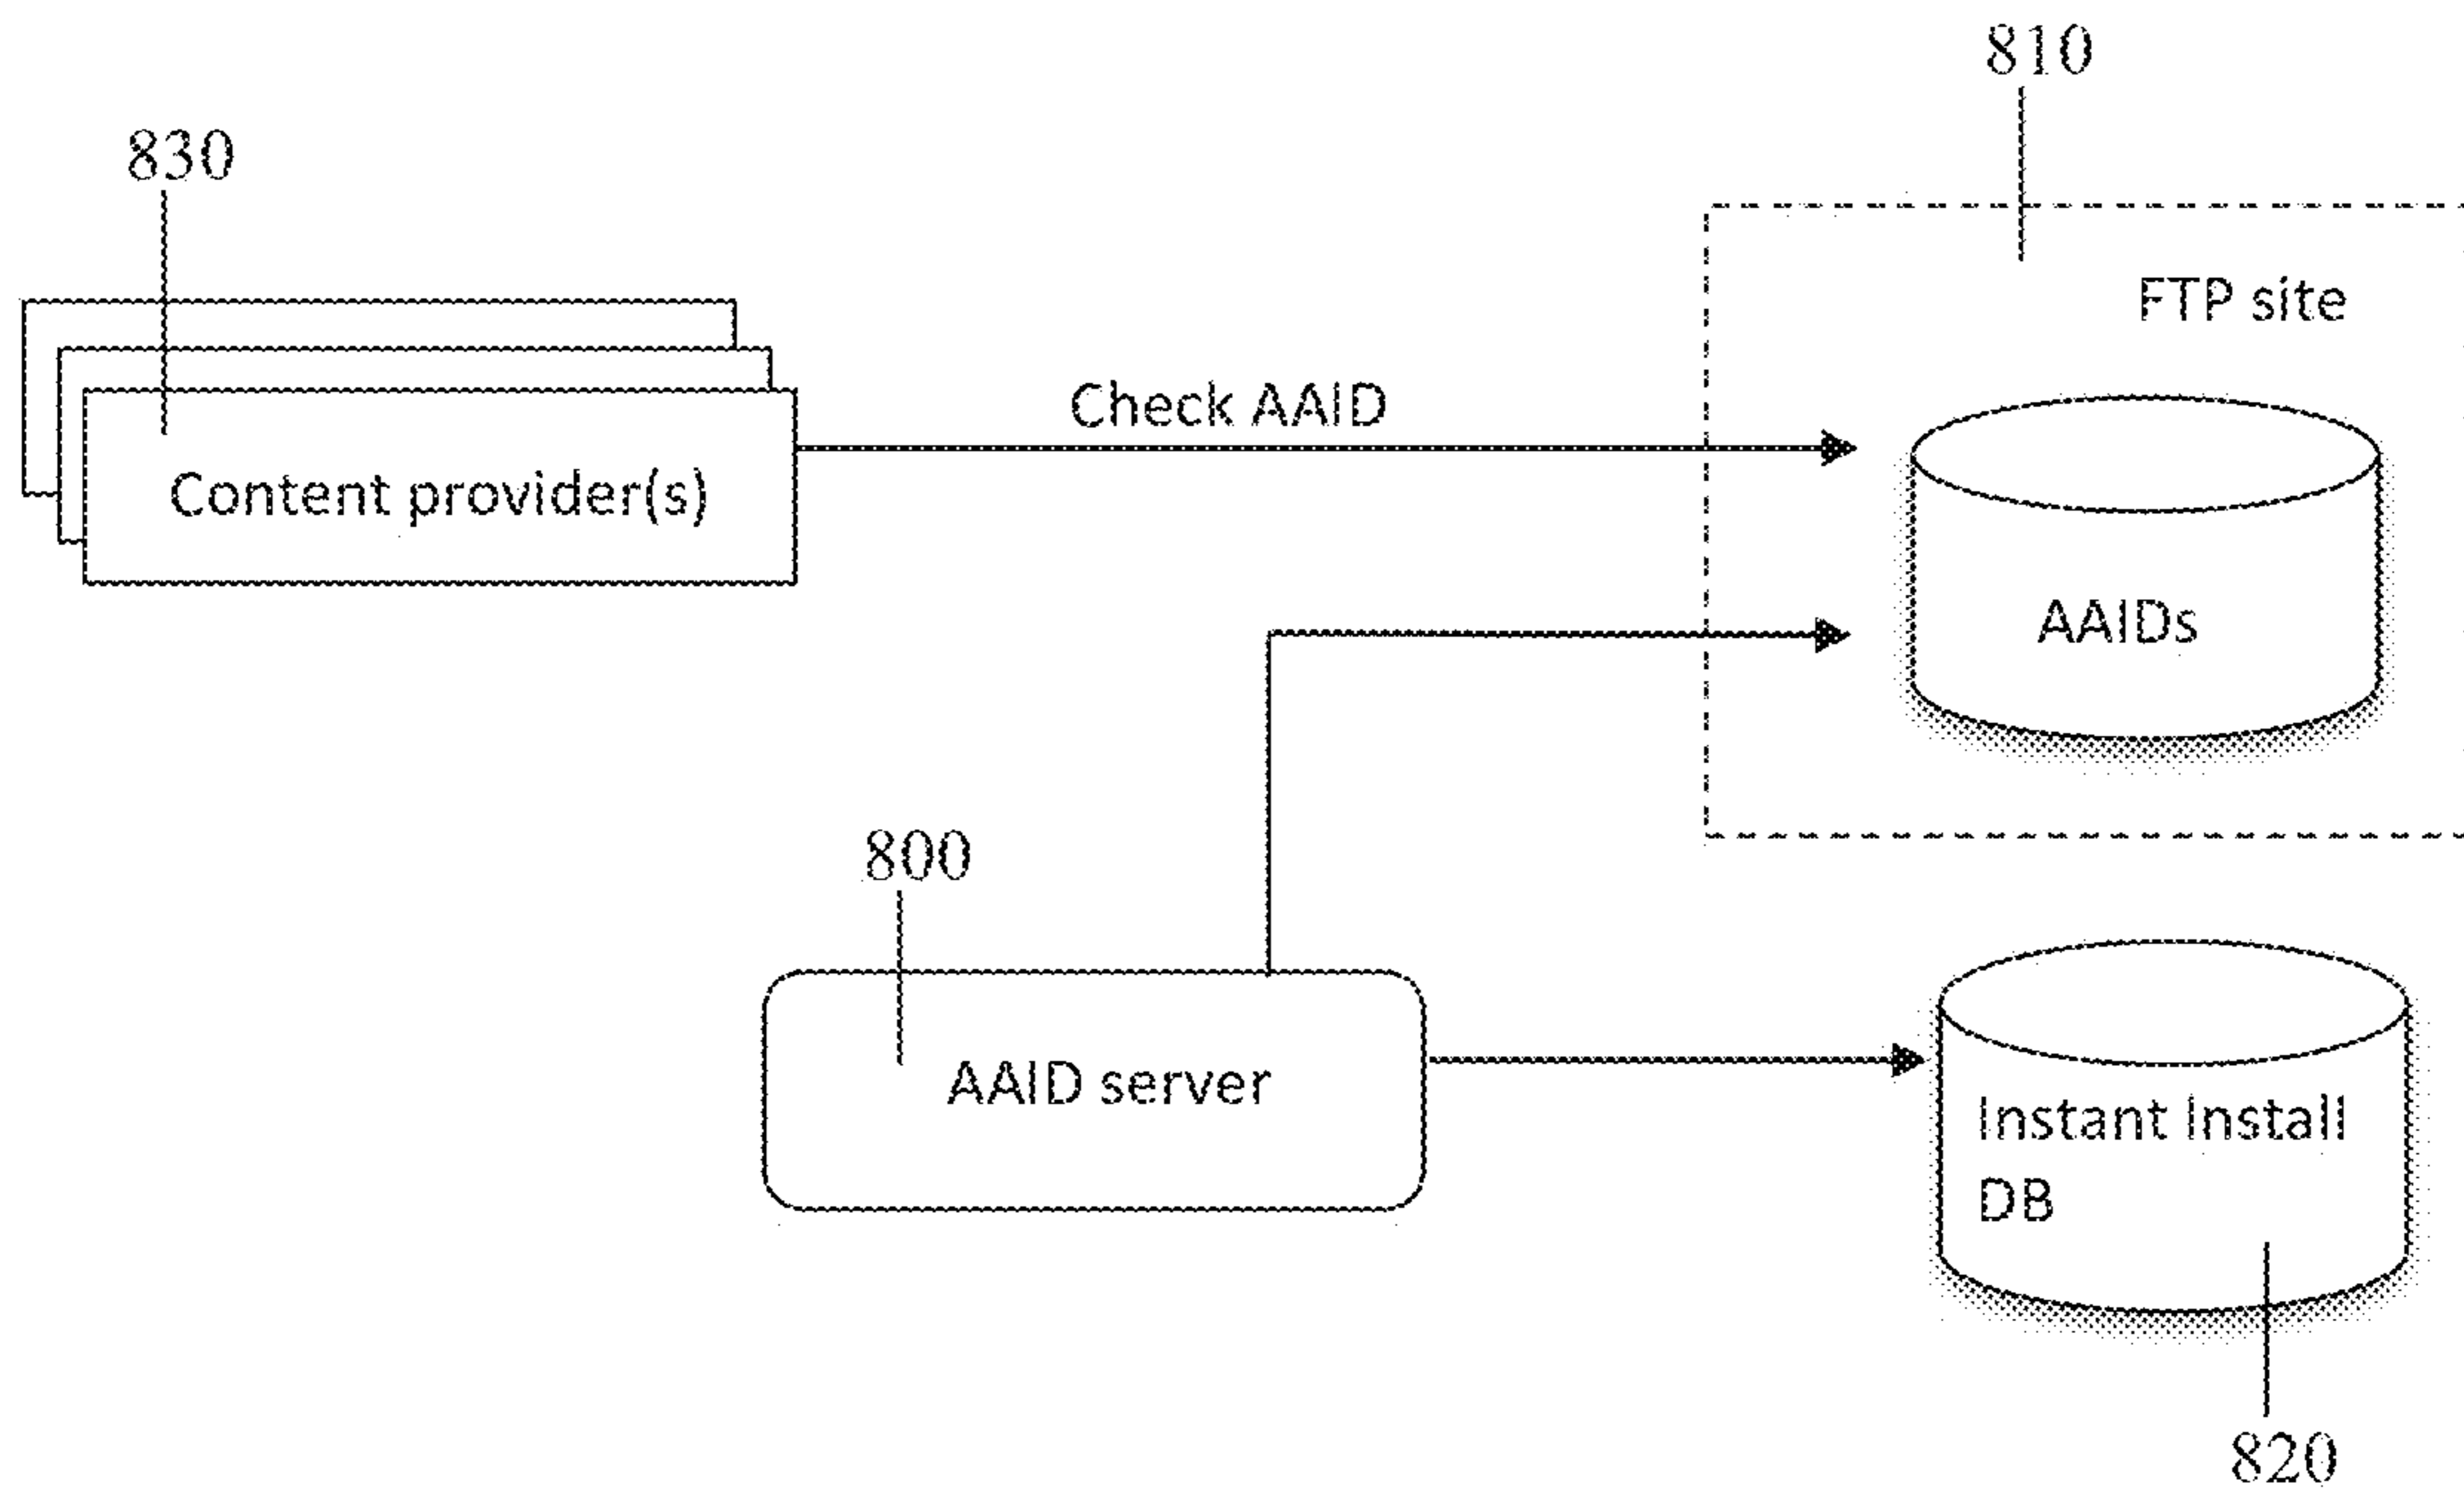 810
830
FTP site
Check AAID
Content provider(s)
AAIDs
800
AAID server
Instant Install
DB
820